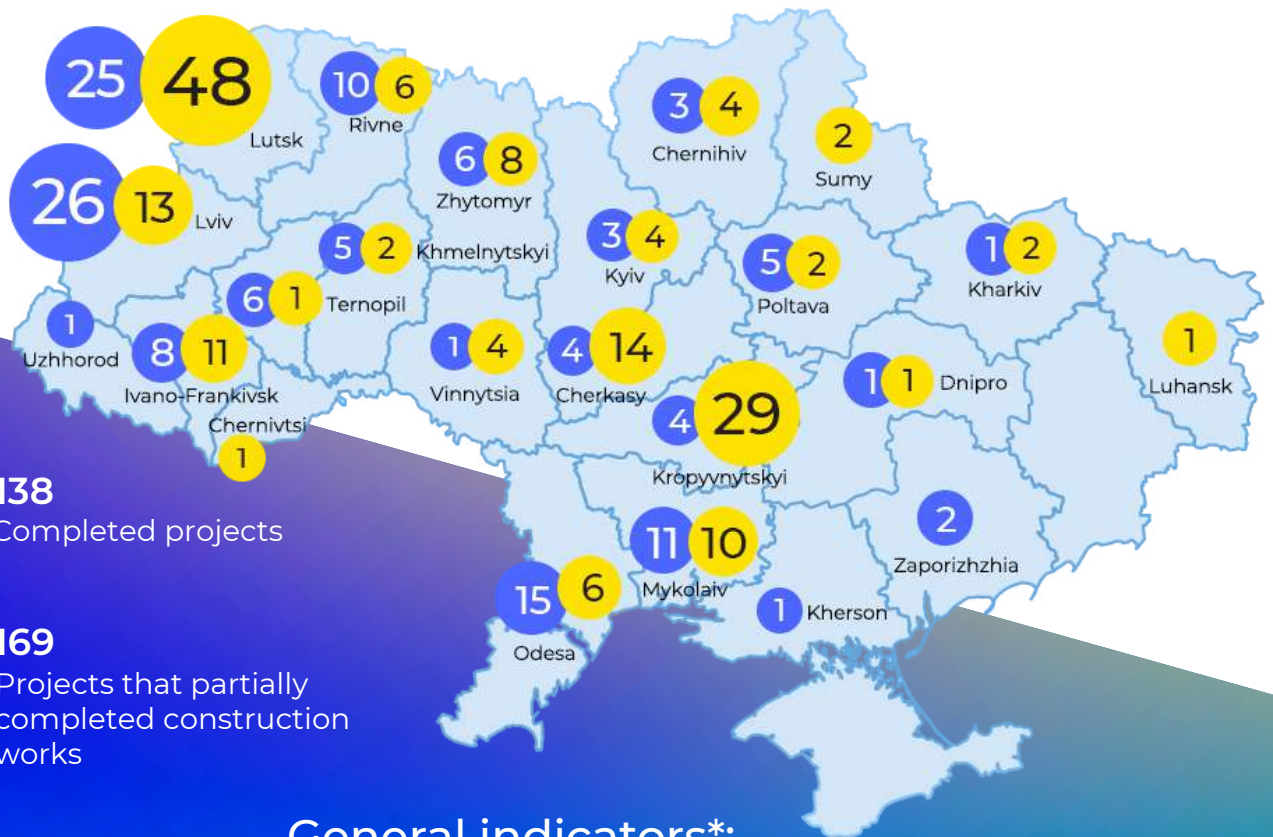 25 48
Lutsk
10 6
Rivne
3 4
Chernihiv
2
Sumy
26 13
Lviv
6 8
Zhytomyr
5 2
Khmelnytskyi
3 4
Kyiv
5 2
Poltava
1 2
Kharkiv
6 1
Ternopil
1
Uzhhorod
8 11
Ivano-Frankivsk
1 4
Vinnytsia
4 14
Cherkasy
1 1
Dnipro
1
Luhansk
Chernivtsi
1
4 29
Kropyvnytskyi
138
Completed projects
11 10
Mykolaiv
2
Zaporizhzhia
15 6
Odesa
1
Kherson
169
Projects that partially
completed construction
works
General indicators*: